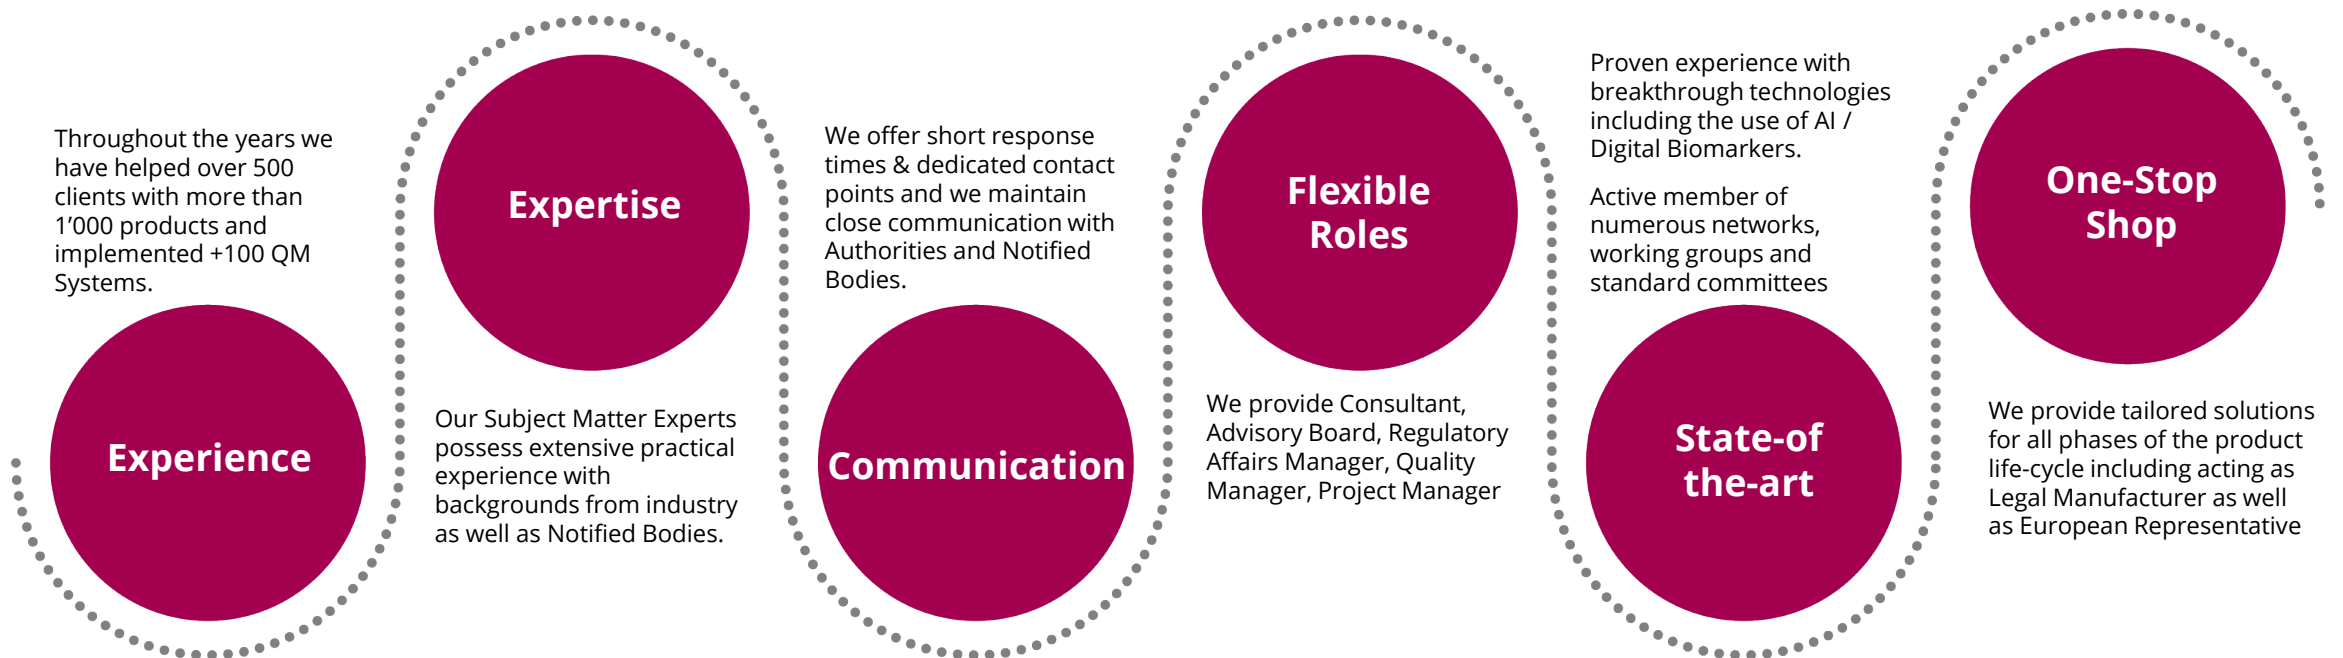 Throughout the years we
have helped over 500
clients with more than
1’000 products and
implemented +100 QM
Systems.
Experience
Expertise
Our Subject Matter Experts
possess extensive practical
experience with
backgrounds from industry
as well as Notified Bodies.
We offer short response
times & dedicated contact
points and we maintain
close communication with
Authorities and Notified
Bodies.
Communication
Flexible
Roles
We provide Consultant,
Advisory Board, Regulatory
Affairs Manager, Quality
Manager, Project Manager
Proven experience with
breakthrough technologies
including the use of AI /
Digital Biomarkers.
Active member of
numerous networks,
working groups and
standard committees
State-of
the-art
One-Stop
Shop
We provide tailored solutions
for all phases of the product
life-cycle including acting as
Legal Manufacturer as well
as European Representative